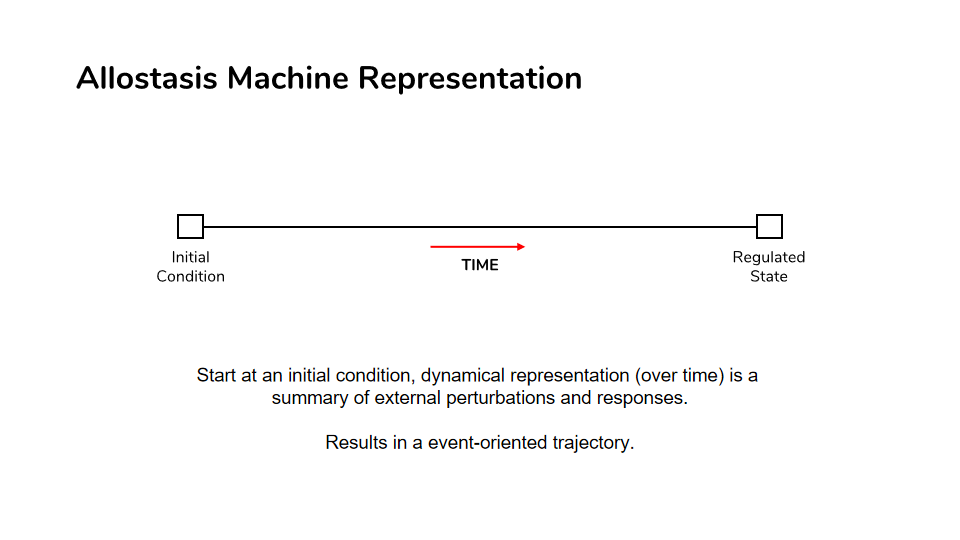 Allostasis Machine Representation
Initial
Condition
TIME
Regulated
State
Start at an initial condition, dynamical representation (over time) is a
summary of external perturbations and responses.
Results in a event-oriented trajectory.